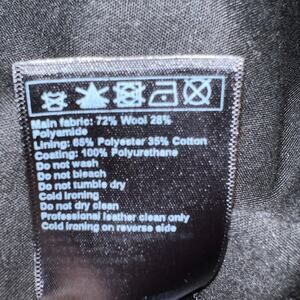 Main fabric: 72% Wool 28%
Polyamide
Lining: 65% Polyester 35% Cotton
Coating: 100% Polyurethane
Do not wash
Do not bleach
Do not tumble dry
Cold ironing
Do not dry clean
Professional leather clean only
Cold ironing on reverse side